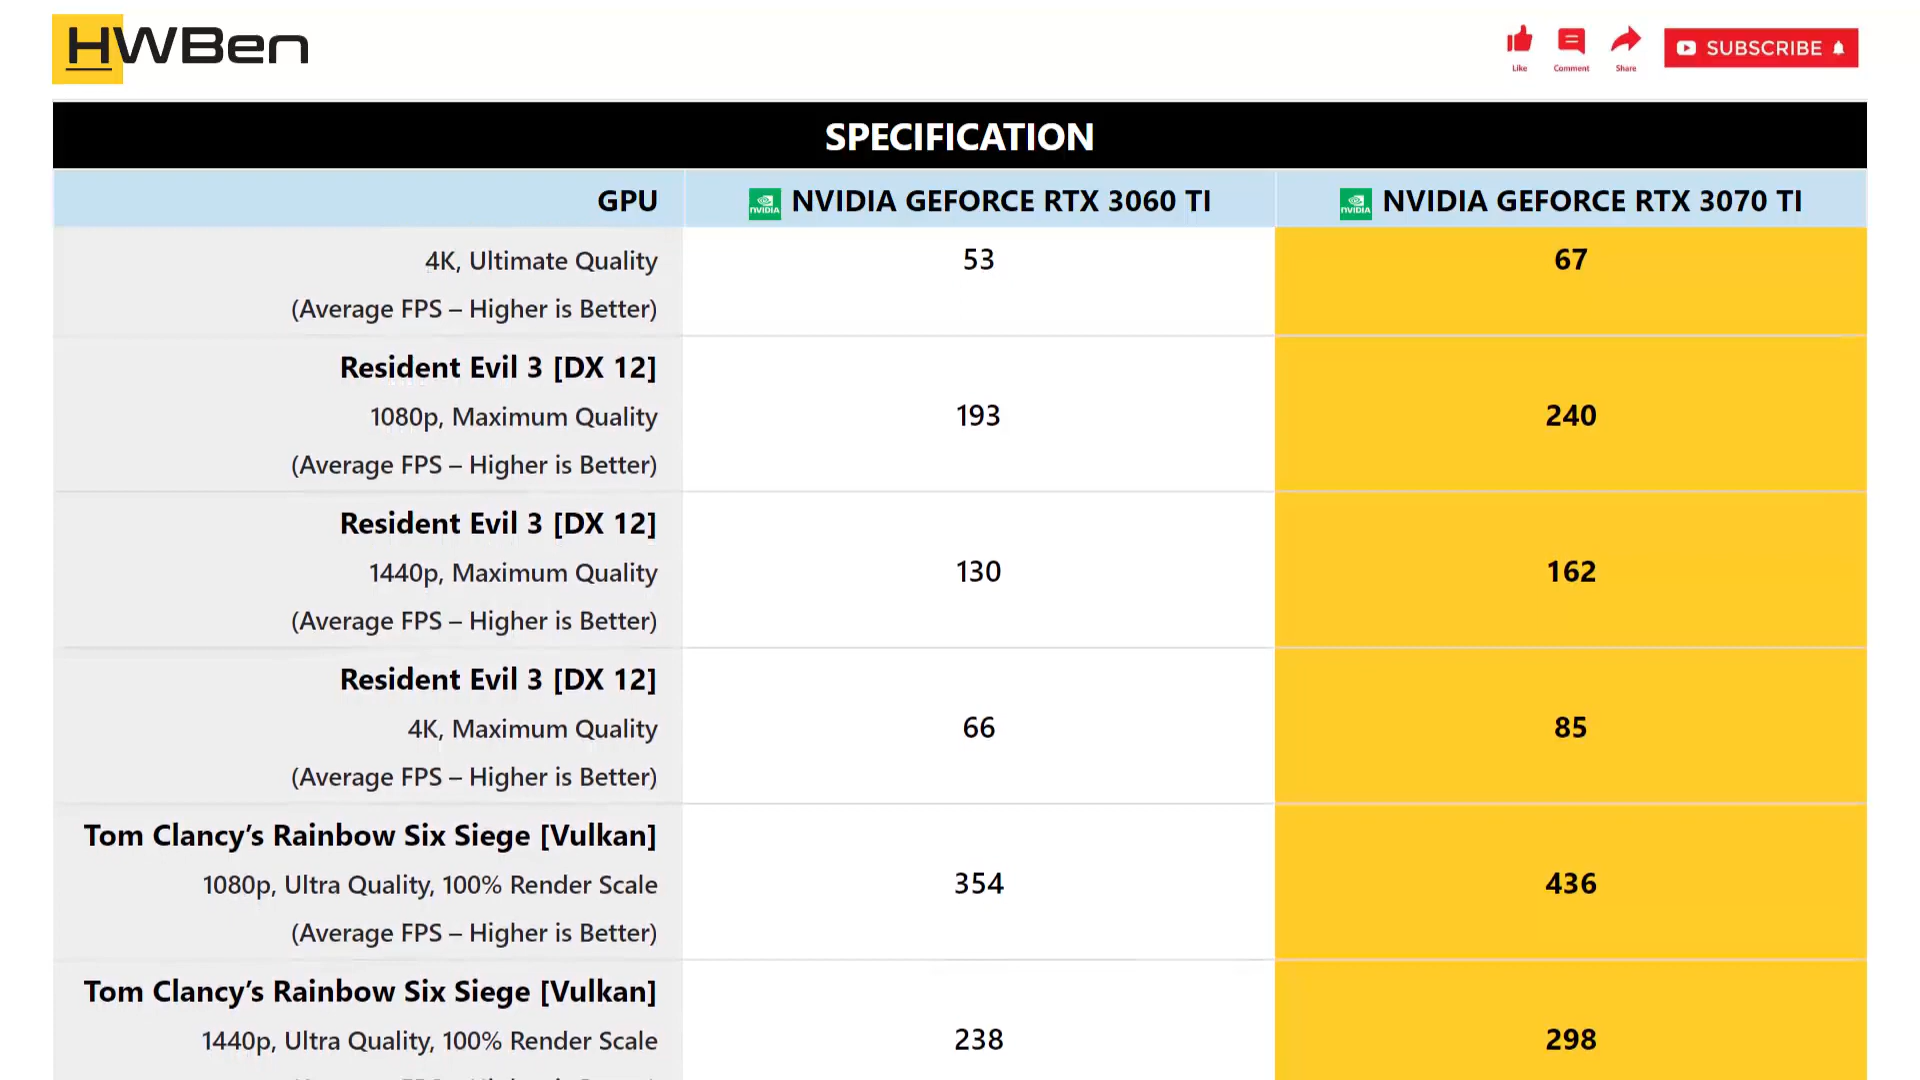 HWBen
Like
Comment
Share
SUBSCRIBE
SPECIFICATION
GPU
NVIDIA NVIDIA GEFORCE RTX 3060 TI
NVIDIA NVIDIA GEFORCE RTX 3070 TI
4K, Ultimate Quality
(Average FPS – Higher is Better)
53
67
Resident Evil 3 [DX 12]
1080p, Maximum Quality
(Average FPS – Higher is Better)
193
240
Resident Evil 3 [DX 12]
1440p, Maximum Quality
(Average FPS – Higher is Better)
130
162
Resident Evil 3 [DX 12]
4K, Maximum Quality
(Average FPS – Higher is Better)
66
85
Tom Clancy’s Rainbow Six Siege [Vulkan]
1080p, Ultra Quality, 100% Render Scale
(Average FPS – Higher is Better)
354
436
Tom Clancy’s Rainbow Six Siege [Vulkan]
1440p, Ultra Quality, 100% Render Scale
238
298